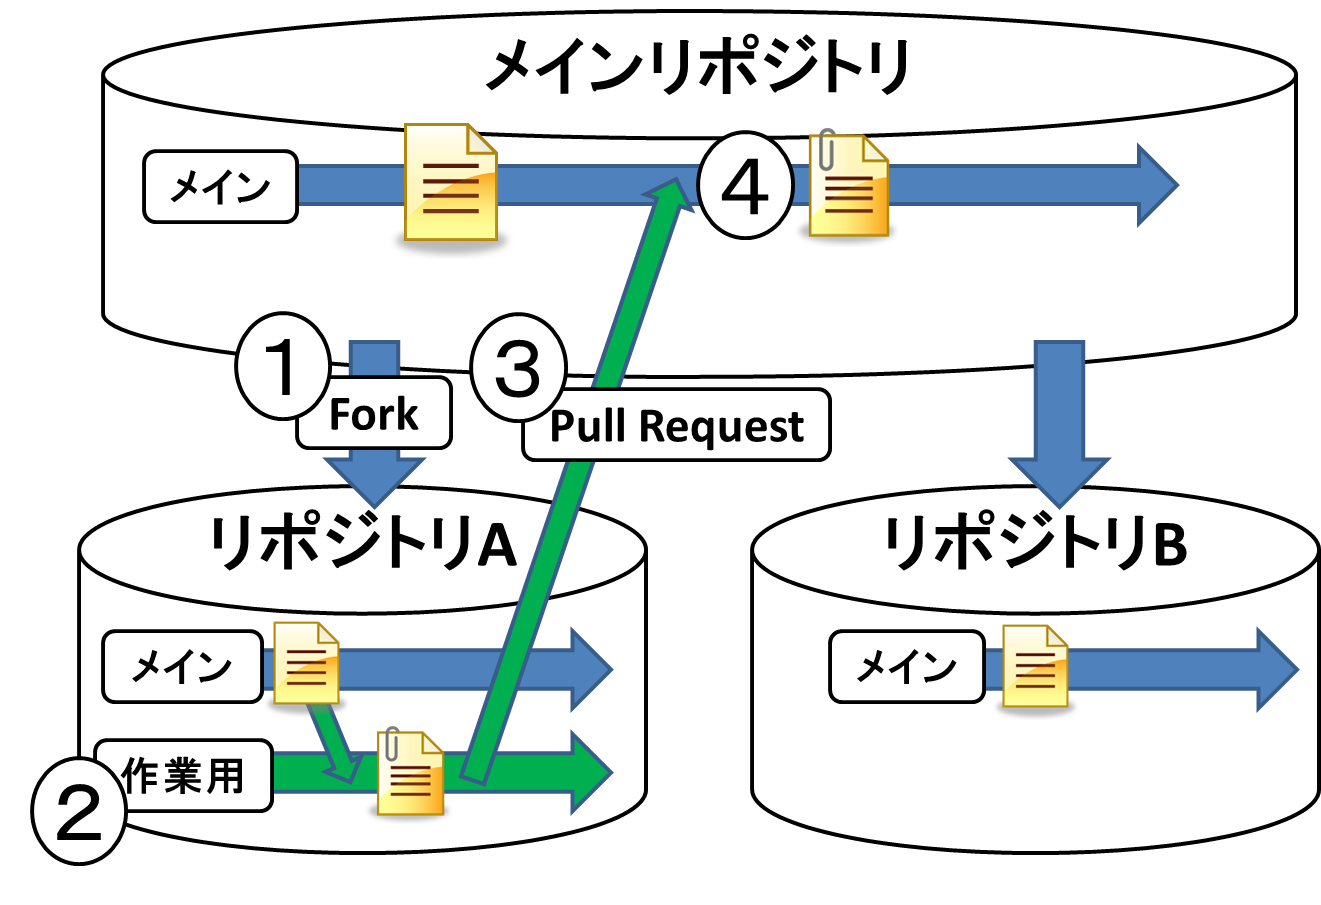 メインリポジトリ
メイン
4
1
Fork
3
Pull Request
リポジトリA
メイン
2
作業用
リポジトリB
メイン